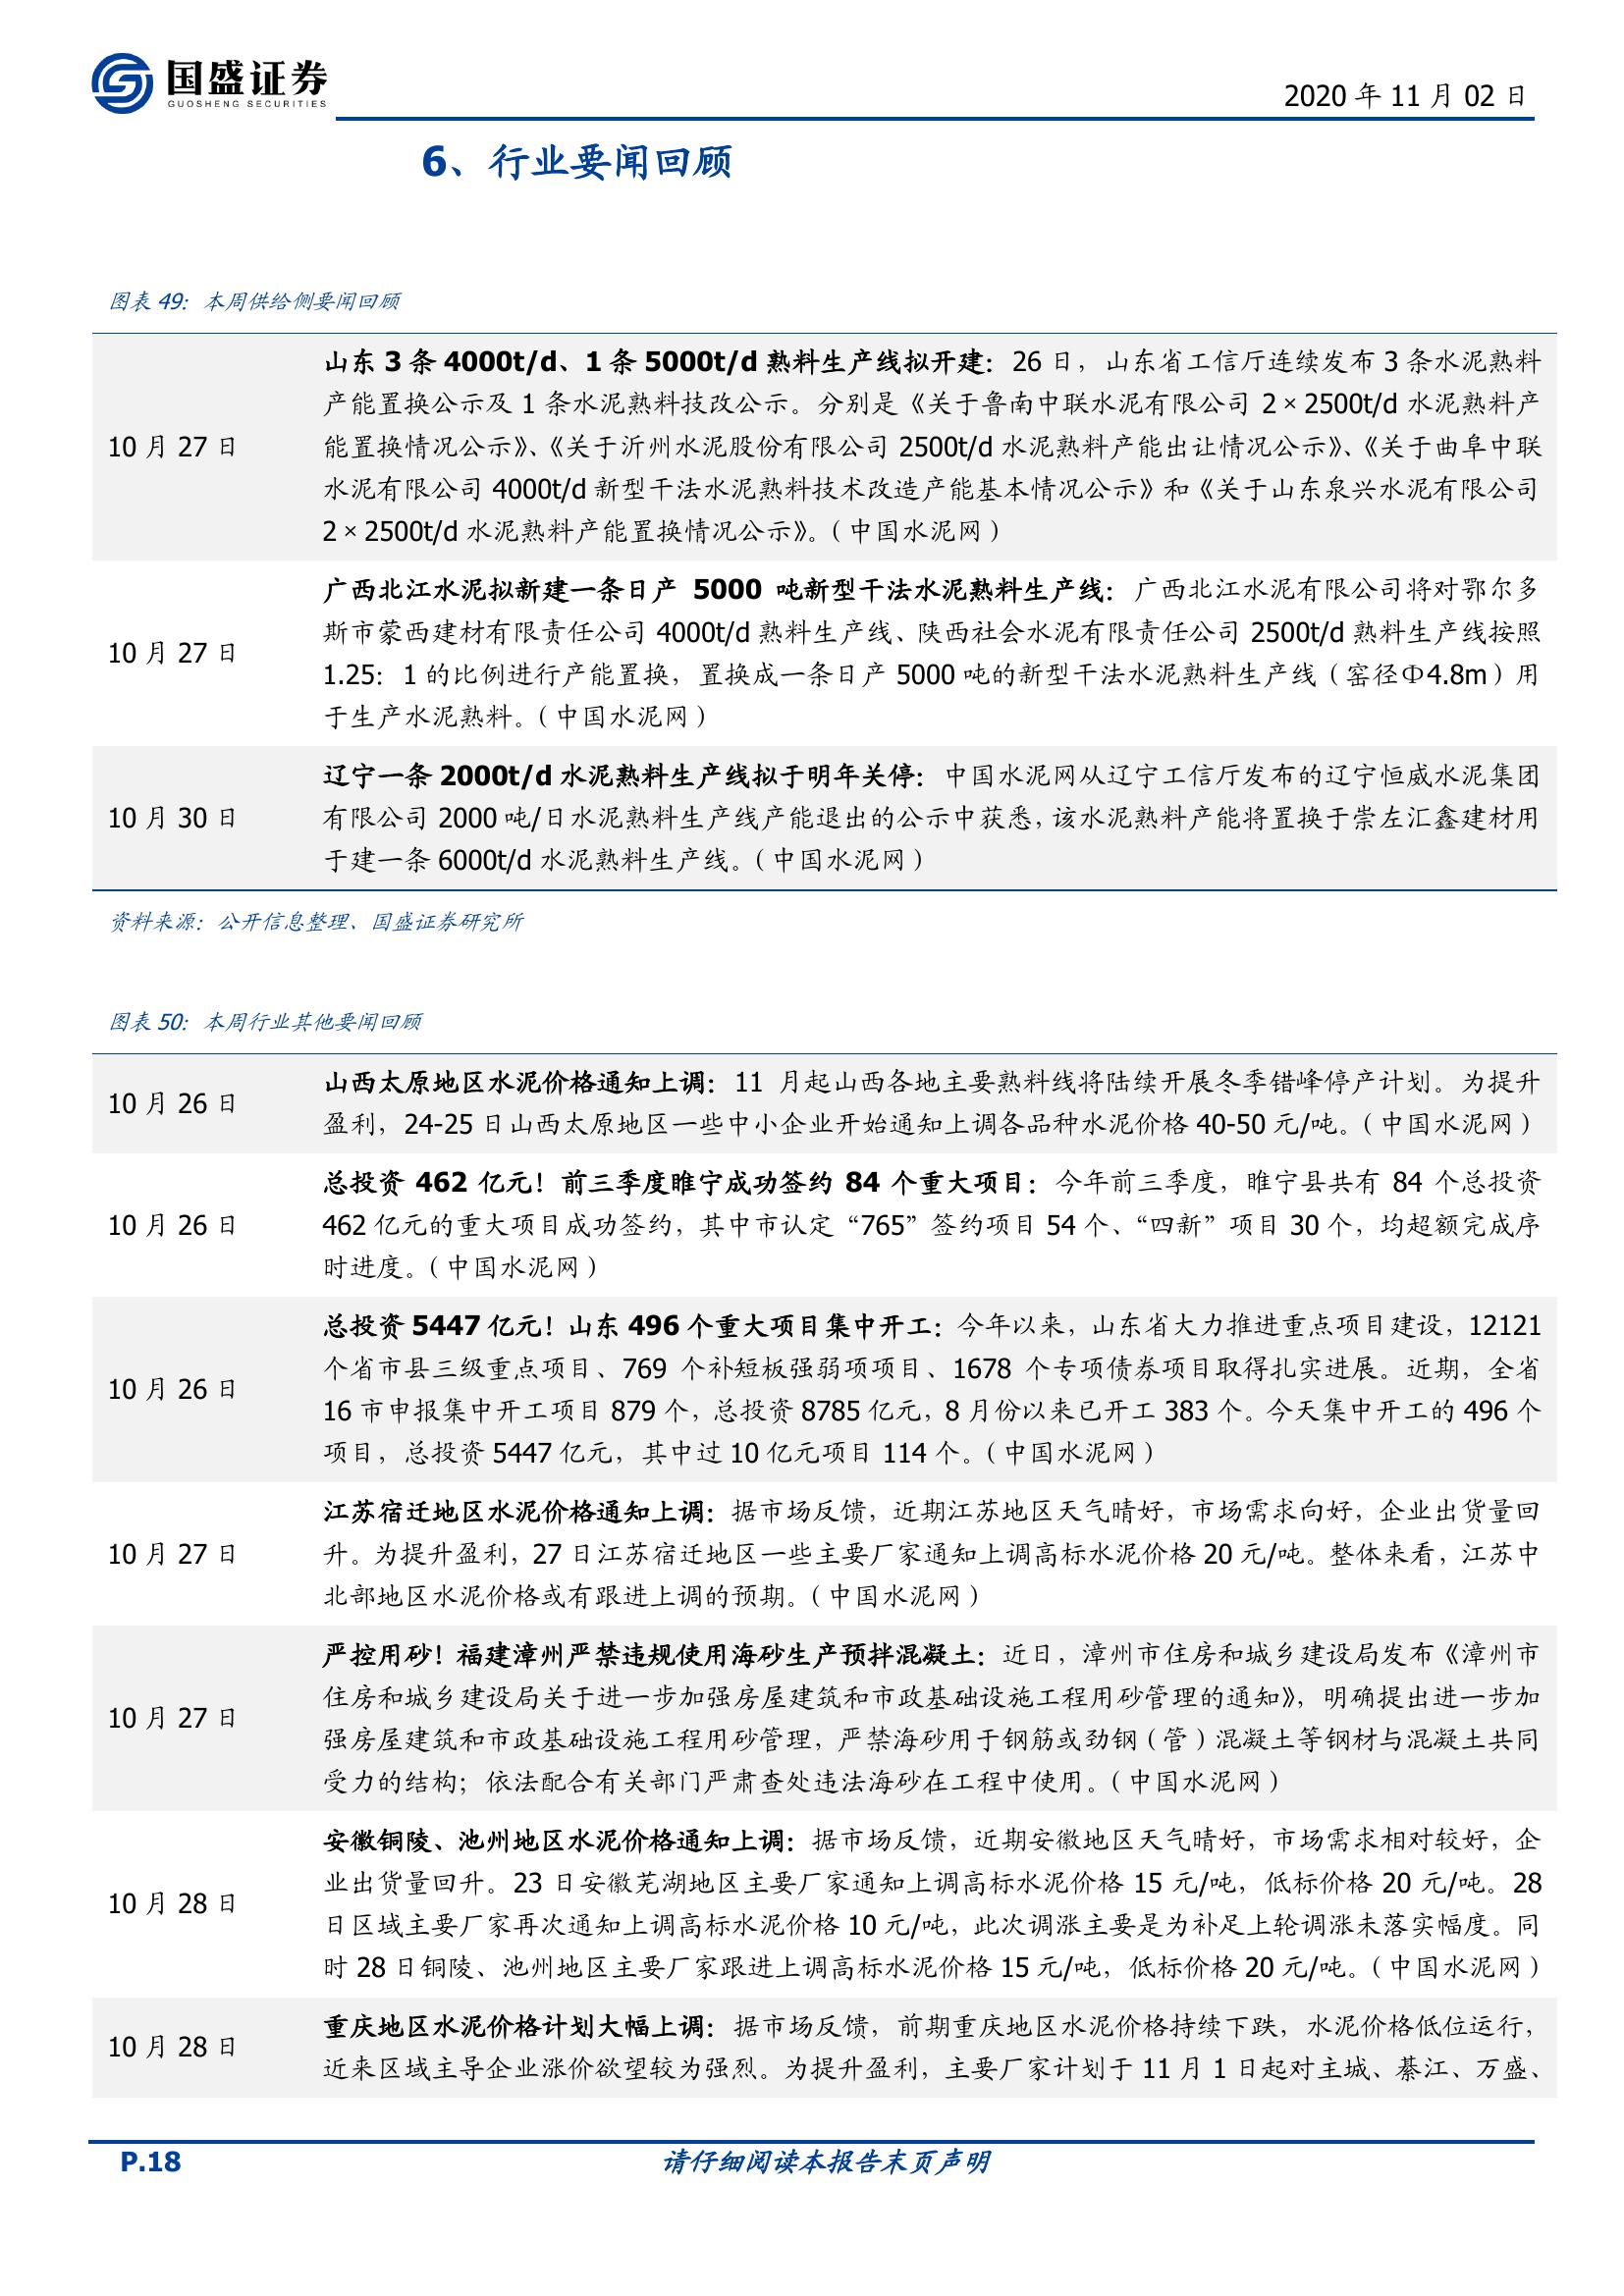 国盛证券
GUOSHENG SECURITIES
2020 年 11 月 02 日
6、行业要闻回顾
图表 49：本周供给侧要闻回顾
10 月 27 日
山东 3 条 4000t/d、1 条 5000t/d 熟料生产线拟开建：26 日，山东省工信厅连续发布 3 条水泥熟料
产能置换公示及 1 条水泥熟料技改公示。分别是《关于鲁南中联水泥有限公司 2×2500t/d 水泥熟料产
能置换情况公示》、《关于沂州水泥股份有限公司 2500t/d 水泥熟料产能出让情况公示》、《关于曲阜中联
水泥有限公司 4000t/d 新型干法水泥熟料技术改造产能基本情况公示》和《关于山东泉兴水泥有限公司
2×2500t/d 水泥熟料产能置换情况公示》。（中国水泥网）
10 月 27 日
广西北江水泥拟新建一条日产 5000 吨新型干法水泥熟料生产线：广西北江水泥有限公司将对鄂尔多
斯市蒙西建材有限责任公司 4000t/d 熟料生产线、陕西社会水泥有限责任公司 2500t/d 熟料生产线按照
1.25：1 的比例进行产能置换，置换成一条日产 5000 吨的新型干法水泥熟料生产线（窑径Φ4.8m）用
于生产水泥熟料。（中国水泥网）
10 月 30 日
辽宁一条 2000t/d 水泥熟料生产线拟于明年关停：中国水泥网从辽宁工信厅发布的辽宁恒威水泥集团
有限公司 2000 吨/日水泥熟料生产线产能退出的公示中获悉，该水泥熟料产能将置换于崇左汇鑫建材用
于建一条 6000t/d 水泥熟料生产线。（中国水泥网）
资料来源：公开信息整理、国盛证券研究所
图表 50：本周行业其他要闻回顾
10 月 26 日
山西太原地区水泥价格通知上调：11 月起山西各地主要熟料线将陆续开展冬季错峰停产计划。为提升
盈利，24-25 日山西太原地区一些中小企业开始通知上调各品种水泥价格 40-50 元/吨。（中国水泥网）
10 月 26 日
总投资 462 亿元！前三季度睢宁成功签约 84 个重大项目：今年前三季度，睢宁县共有 84 个总投资
462 亿元的重大项目成功签约，其中市认定“765”签约项目 54 个、“四新”项目 30 个，均超额完成序
时进度。（中国水泥网）
10 月 26 日
总投资 5447 亿元！山东 496 个重大项目集中开工：今年以来，山东省大力推进重点项目建设，12121
个省市县三级重点项目、769 个补短板强弱项项目、1678 个专项债券项目取得扎实进展。近期，全省
16 市申报集中开工项目 879 个，总投资 8785 亿元，8 月份以来已开工 383 个。今天集中开工的 496 个
项目，总投资 5447 亿元，其中过 10 亿元项目 114 个。（中国水泥网）
10 月 27 日
江苏宿迁地区水泥价格通知上调：据市场反馈，近期江苏地区天气晴好，市场需求向好，企业出货量回
升。为提升盈利，27 日江苏宿迁地区一些主要厂家通知上调高标水泥价格 20 元/吨。整体来看，江苏中
北部地区水泥价格或有跟进上调的预期。（中国水泥网）
10 月 27 日
严控用砂！福建漳州严禁违规使用海砂生产预拌混凝土：近日，漳州市住房和城乡建设局发布《漳州市
住房和城乡建设局关于进一步加强房屋建筑和市政基础设施工程用砂管理的通知》，明确提出进一步加
强房屋建筑和市政基础设施工程用砂管理，严禁海砂用于钢筋或劲钢（管）混凝土等钢材与混凝土共同
受力的结构；依法配合有关部门严肃查处违法海砂在工程中使用。（中国水泥网）
10 月 28 日
安徽铜陵、池州地区水泥价格通知上调：据市场反馈，近期安徽地区天气晴好，市场需求相对较好，企
业出货量回升。23 日安徽芜湖地区主要厂家通知上调高标水泥价格 15 元/吨，低标价格 20 元/吨。28
日区域主要厂家再次通知上调高标水泥价格 10 元/吨，此次调涨主要是为补足上轮调涨未落实幅度。同
时 28 日铜陵、池州地区主要厂家跟进上调高标水泥价格 15 元/吨，低标价格 20 元/吨。（中国水泥网）
10 月 28 日
重庆地区水泥价格计划大幅上调：据市场反馈，前期重庆地区水泥价格持续下跌，水泥价格低位运行，
近来区域主导企业涨价欲望较为强烈。为提升盈利，主要厂家计划于 11 月 1 日起对主城、綦江、万盛、
P.18
请仔细阅读本报告末页声明